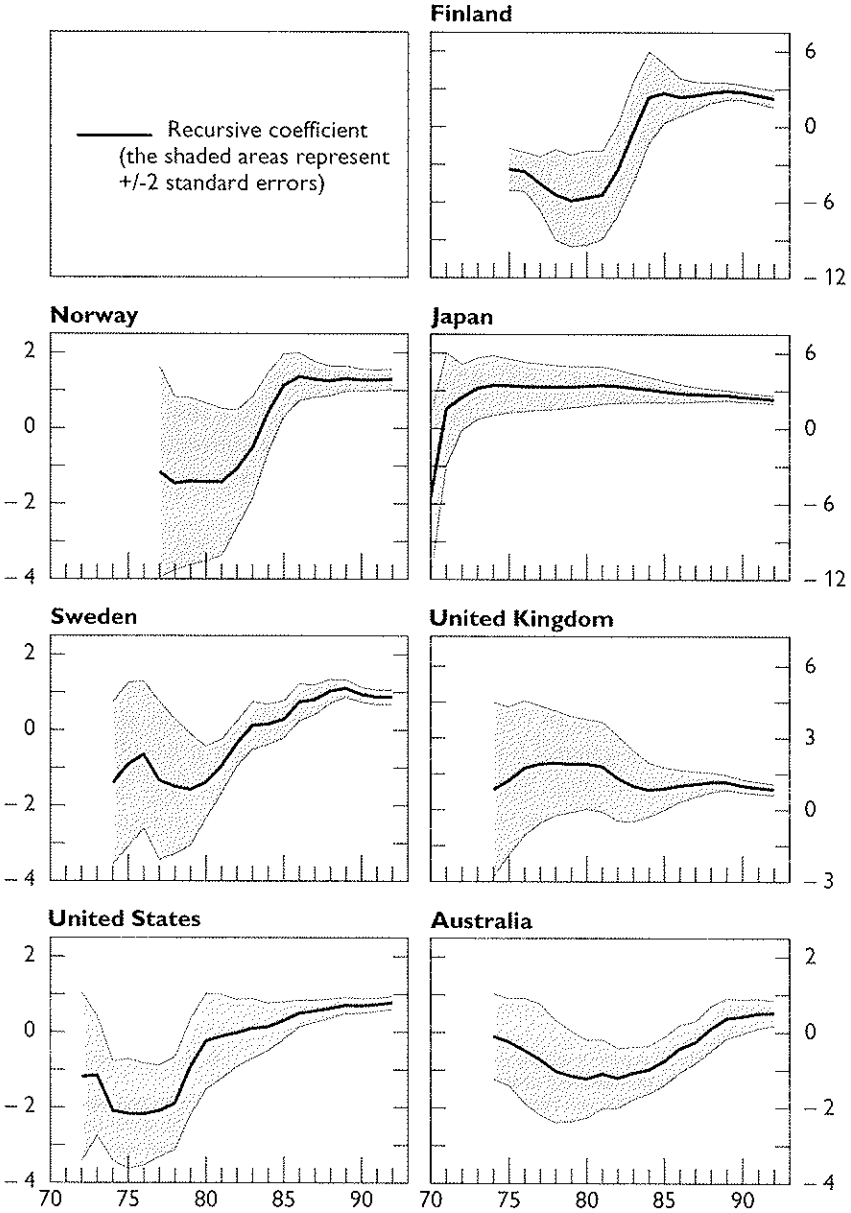 Finland
Recursive coefficient
(the shaded areas represent
+/-2 standard errors)
6
0
– 6
– 12
Norway
2
0
– 2
– 4
Japan
6
0
– 6
– 12
Sweden
2
0
– 2
– 4
United Kingdom
6
3
0
– 3
United States
2
0
– 2
– 4
70 75 80 85 90
Australia
2
0
– 2
– 4
70 75 80 85 90